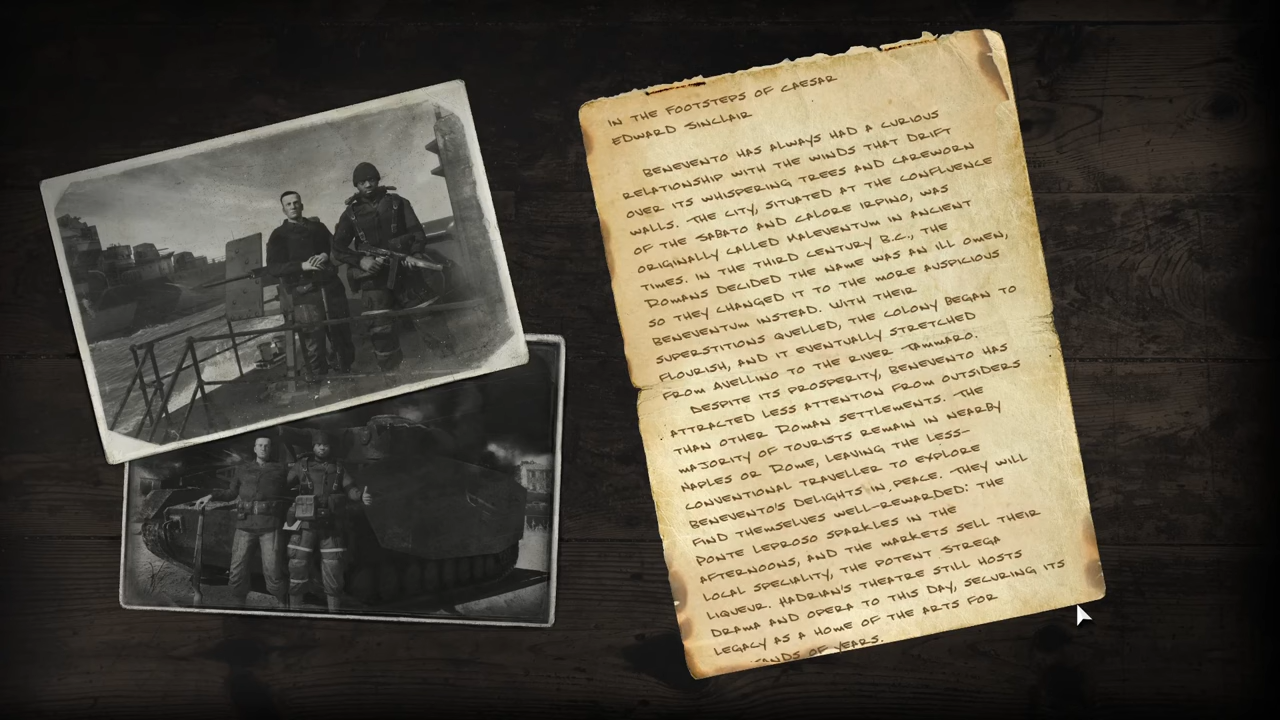 IN THE FOOTSTEPS OF CAESAR
EDWARD SINCLAIR
BENEVENTO HAS ALWAYS HAD A CURIOUS
RELATIONSHIP WITH THE WINDS THAT DRIFT
OVER ITS WHISPERING TREES AND CAREWORN
WALLS. THE CITY, SITUATED AT THE CONFLUENCE
OF THE SABATO AND CALORE IRPINO, WAS
ORIGINALLY CALLED MALEVENTUM IN ANCIENT
TIMES. IN THE THIRD CENTURY B.C., THE
ROMANS DECIDED THE NAME WAS AN ILL OMEN,
SO THEY CHANGED IT TO THE MORE AUSPICIOUS
BENEVENTUM INSTEAD. WITH THEIR
SUPERSTITIONS QUELLED, THE COLONY BEGAN TO
FLOURISH, AND IT EVENTUALLY STRETCHED
FROM AVELLINO TO THE RIVER TAMMARO.
DESPITE ITS PROSPERITY, BENEVENTO HAS
ATTRACTED LESS ATTENTION FROM OUTSIDERS
THAN OTHER ROMAN SETTLEMENTS. THE
MAJORITY OF TOURISTS REMAIN IN NEARBY
NAPLES OR ROME, LEAVING THE LESS-
CONVENTIONAL TRAVELLER TO EXPLORE
BENEVENTO'S DELIGHTS IN PEACE. THEY WILL
FIND THEMSELVES WELL-REWARDED: THE
PONTE LEPROSO SPARKLES IN THE
AFTERNOONS, AND THE MARKETS SELL THEIR
LOCAL SPECIALITY, THE POTENT STREGA
LIQUEUR. HADRIAN'S THEATRE STILL HOSTS
DRAMA AND OPERA TO THIS DAY, SECURING ITS
LEGACY AS A HOME OF THE ARTS FOR
OF YEARS.